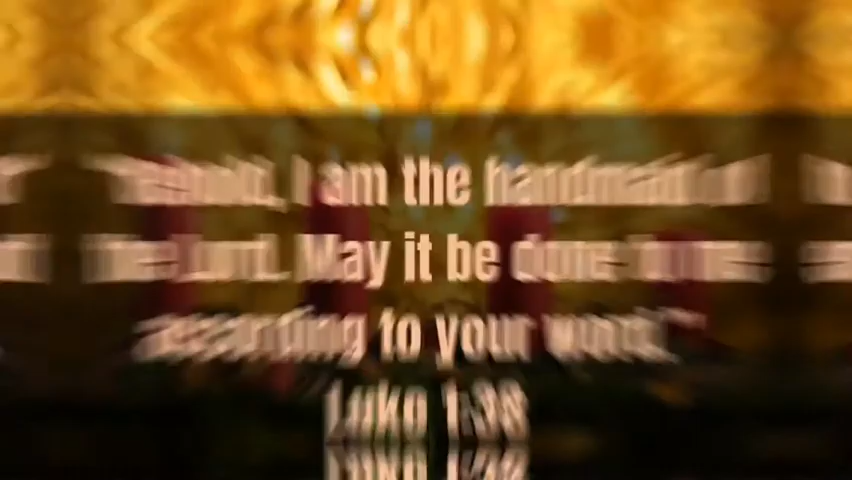 "Behold, I am the handmaid of
the Lord. May it be done to me
according to your word."
Luke 1:38